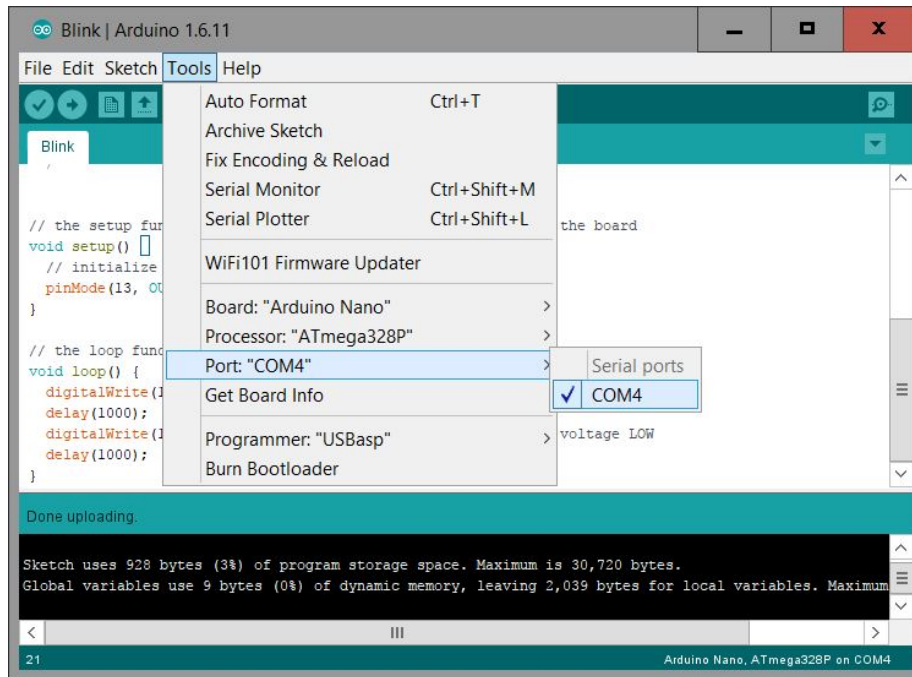 Blink | Arduino 1.6.11
File Edit Sketch Tools Help
Blink
Auto Format Ctrl+T
Archive Sketch
Fix Encoding & Reload
Serial Monitor Ctrl+Shift+M
Serial Plotter Ctrl+Shift+L
WiFi101 Firmware Updater
Board: "Arduino Nano"
Processor: "ATmega328P"
Port: "COM4"
Get Board Info
Programmer: "USBasp"
Burn Bootloader
Serial ports
COM4
// the setup fun the board
void setup() {
// initialize
pinMode(13, OU
}
// the loop func
void loop() {
digitalWrite(1
delay(1000);
digitalWrite(1 voltage LOW
delay(1000);
}
Done uploading.
Sketch uses 928 bytes (3%) of program storage space. Maximum is 30,720 bytes.
Global variables use 9 bytes (0%) of dynamic memory, leaving 2,039 bytes for local variables. Maximum
21 Arduino Nano, ATmega328P on COM4